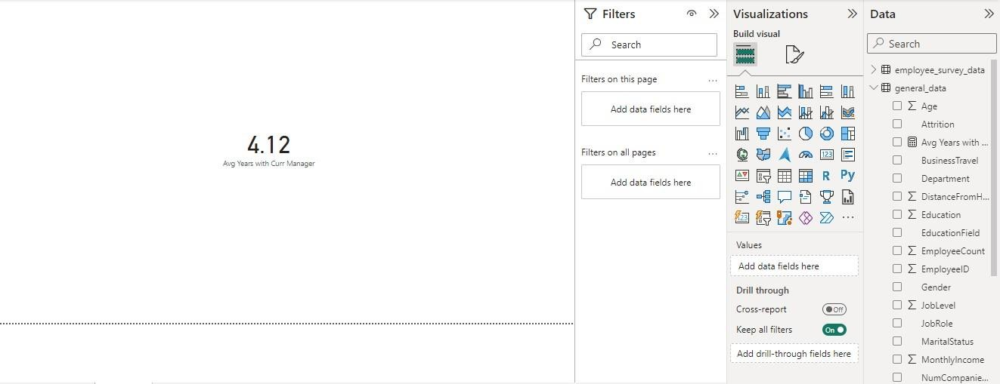 4.12
Avg Years with Curr Manager
Filters
Search
Filters on this page
...
Add data fields here
Filters on all pages
...
Add data fields here
Visualizations
Build visual
123
R
Py
123
...
Values
Add data fields here
Drill through
Cross-report
Off
Keep all filters
On
Add drill-through fields here
Data
Search
employee_survey_data
general_data
Age
Attrition
Avg Years with ...
BusinessTravel
Department
DistanceFromH...
Education
EducationField
EmployeeCount
EmployeeID
Gender
JobLevel
JobRole
MaritalStatus
MonthlyIncome
NumCompanie...